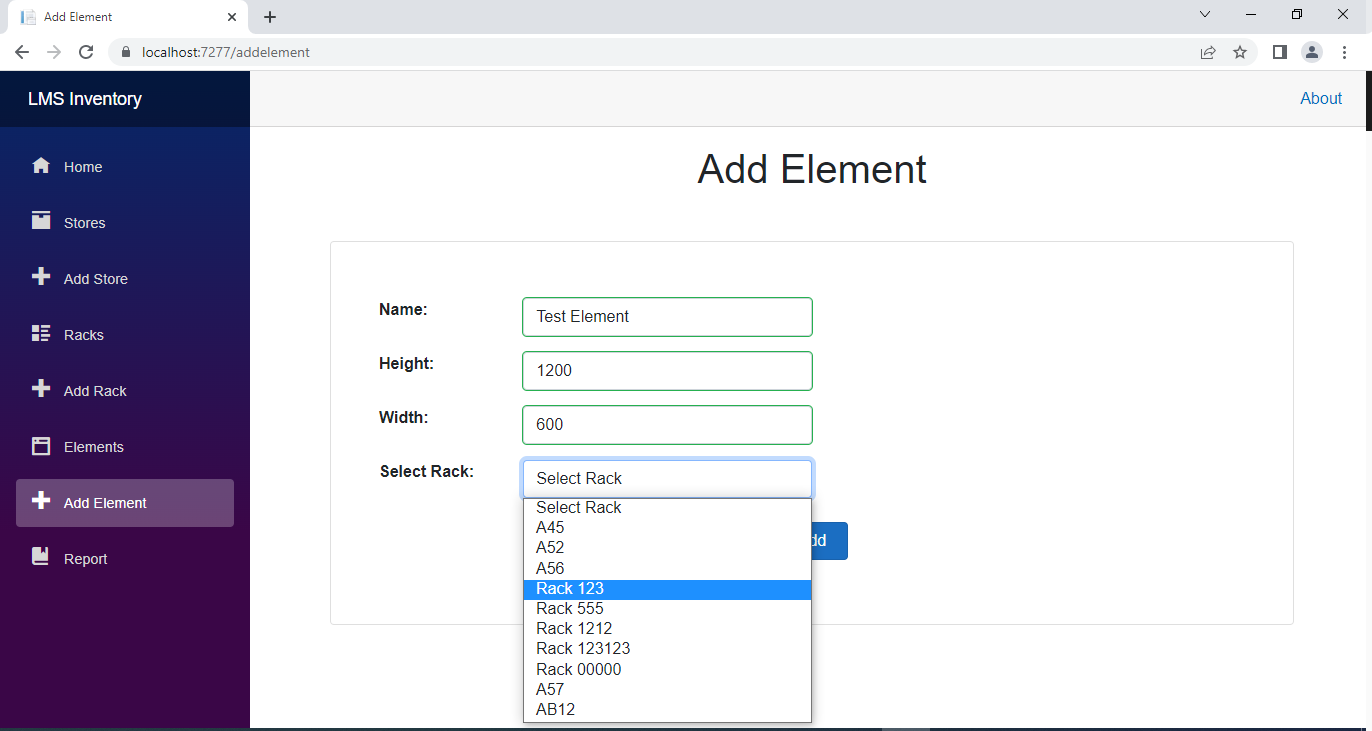 Add Element
localhost:7277/addelement
LMS Inventory
About
Home
Stores
Add Store
Racks
Add Rack
Elements
Add Element
Report
Add Element
Name:
Test Element
Height:
1200
Width:
600
Select Rack:
Select Rack
Select Rack
A45
A52
A56
Rack 123
Rack 555
Rack 1212
Rack 123123
Rack 00000
A57
AB12
dd